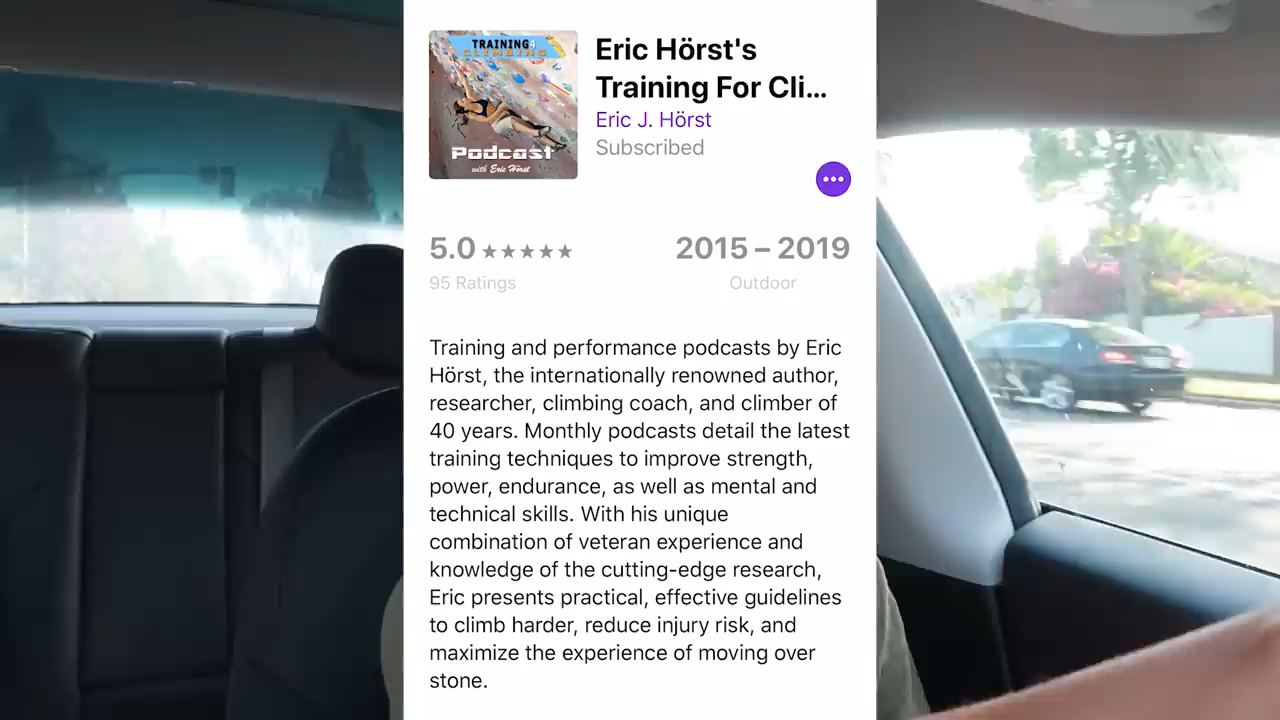 TRAINING4
CLIMBING
Podcast
with Eric Hörst
Eric Hörst's
Training For Cli...
Eric J. Hörst
Subscribed
5.0 ★★★★★
95 Ratings
2015 – 2019
Outdoor
Training and performance podcasts by Eric
Hörst, the internationally renowned author,
researcher, climbing coach, and climber of
40 years. Monthly podcasts detail the latest
training techniques to improve strength,
power, endurance, as well as mental and
technical skills. With his unique
combination of veteran experience and
knowledge of the cutting-edge research,
Eric presents practical, effective guidelines
to climb harder, reduce injury risk, and
maximize the experience of moving over
stone.